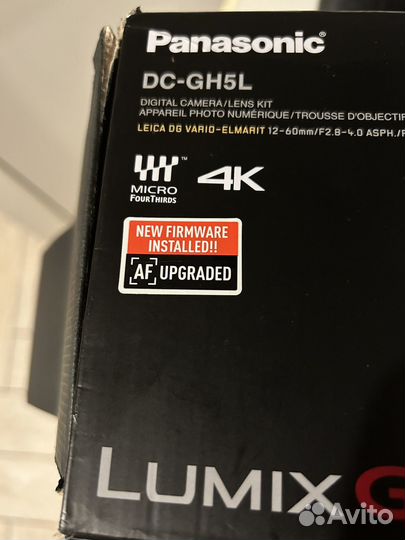 Panasonic
DC-GH5L
DIGITAL CAMERA/LENS KIT
APPAREIL PHOTO NUMÉRIQUE/TROUSSE D'OBJECTIF
LEICA DG VARIO-ELMARIT 12-60mm/F2.8-4.0 ASPH./
MICRO
FOURTHIRDS
™
4K
NEW FIRMWARE
INSTALLED!!
AF UPGRADED
LUMIX G
Avito